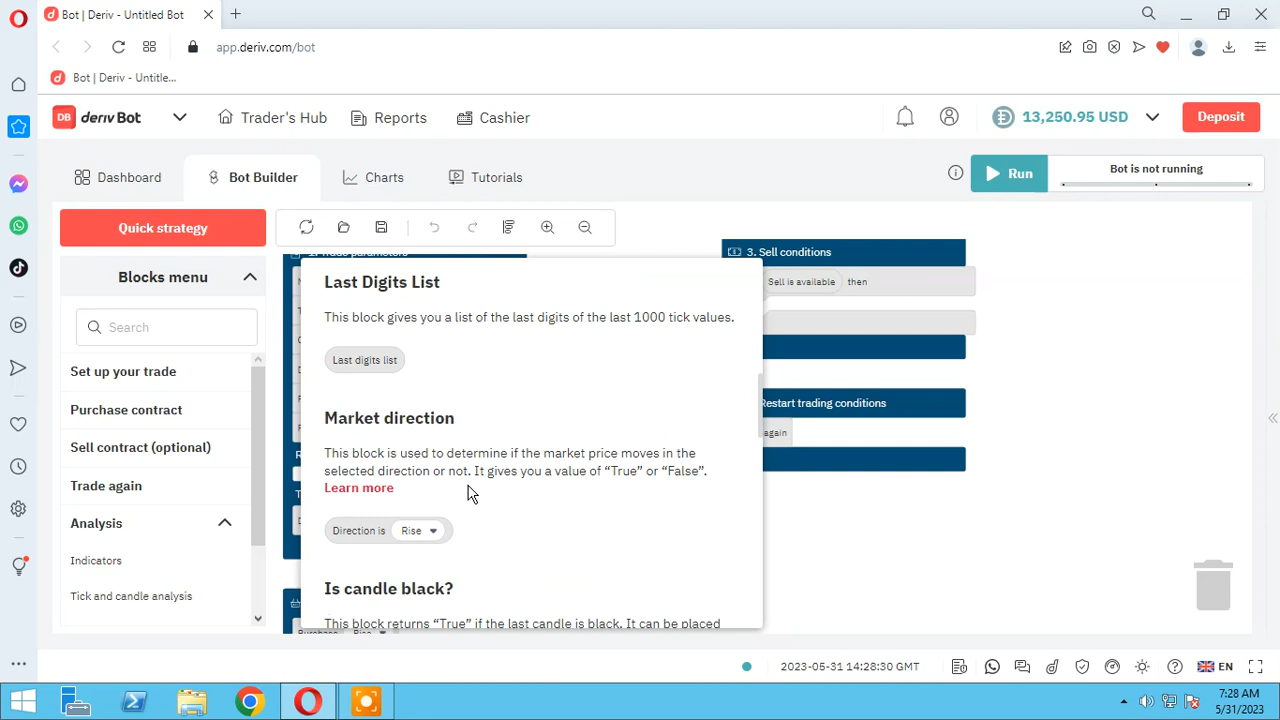 Bot | Deriv - Untitled Bot
app.deriv.com/bot
Bot | Deriv - Untitle...
DB deriv Bot
Trader's Hub
Reports
Cashier
13,250.95 USD
Deposit
Dashboard
Bot Builder
Charts
Tutorials
Run
Bot is not running
Quick strategy
Blocks menu
Search
Set up your trade
Purchase contract
Sell contract (optional)
Trade again
Analysis
Indicators
Tick and candle analysis
1. Trade parameters
Last Digits List
This block gives you a list of the last digits of the last 1000 tick values.
Last digits list
Market direction
This block is used to determine if the market price moves in the
selected direction or not. It gives you a value of “True” or “False”.
Learn more
Direction is Rise
Is candle black?
This block returns “True” if the last candle is black. It can be placed
Purchase Rise
3. Sell conditions
Sell is available then
Restart trading conditions
again
2023-05-31 14:28:30 GMT
EN
7:28 AM
5/31/2023